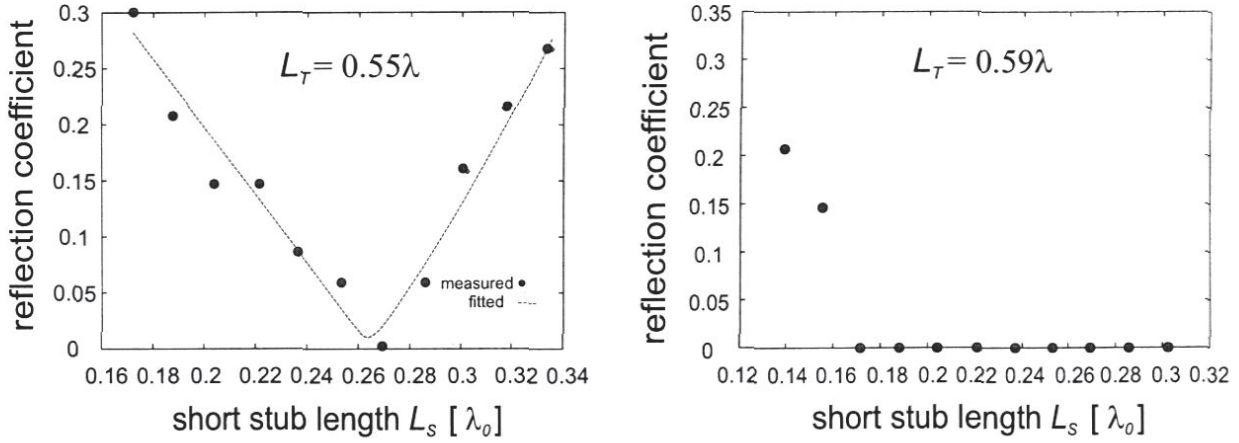 reflection coefficient
0.3
0.25
0.2
0.15
0.1
0.05
0
L_T = 0.55λ
measured
fitted
0.16 0.18 0.2 0.22 0.24 0.26 0.28 0.3 0.32 0.34
short stub length L_S [ λ_0 ]
reflection coefficient
0.35
0.3
0.25
0.2
0.15
0.1
0.05
0
L_T = 0.59λ
0.12 0.14 0.16 0.18 0.2 0.22 0.24 0.26 0.28 0.3 0.32
short stub length L_S [ λ_0 ]